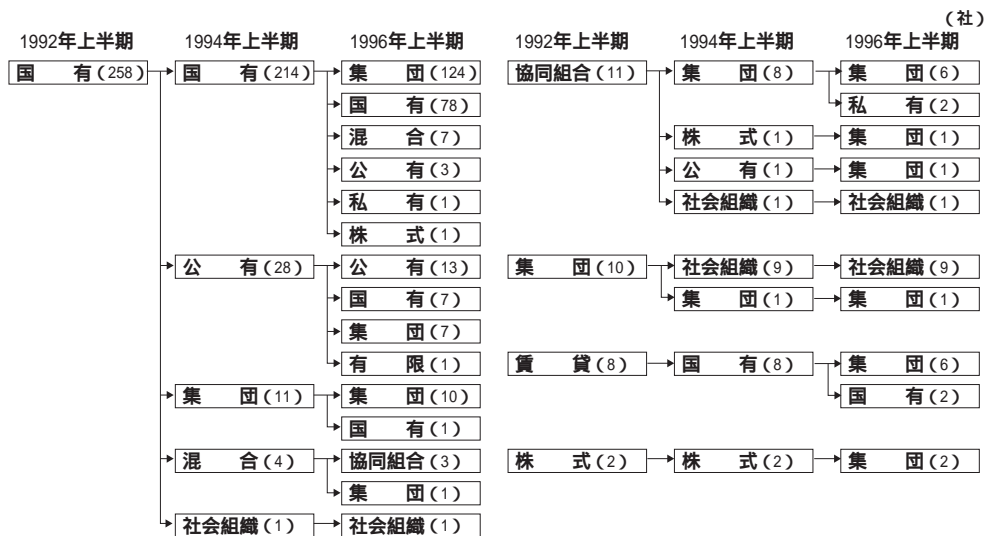 （社）
1992年上半期 1994年上半期 1996年上半期 1992年上半期 1994年上半期 1996年上半期
国　有（258） 国　有（214） 集　団（124） 協同組合（11） 集　団（8） 集　団（6）
国　有（78） 私　有（2）
混　合（7） 株　式（1） 集　団（1）
公　有（3） 公　有（1） 集　団（1）
私　有（1） 社会組織（1） 社会組織（1）
株　式（1）
公　有（28） 公　有（13） 集　団（10） 社会組織（9） 社会組織（9）
国　有（7） 集　団（1） 集　団（1）
集　団（7）
有　限（1） 賃　貸（8） 国　有（8） 集　団（6）
集　団（11） 集　団（10） 国　有（2）
国　有（1）
混　合（4） 協同組合（3） 株　式（2） 株　式（2） 集　団（2）
集　団（1）
社会組織（1） 社会組織（1）